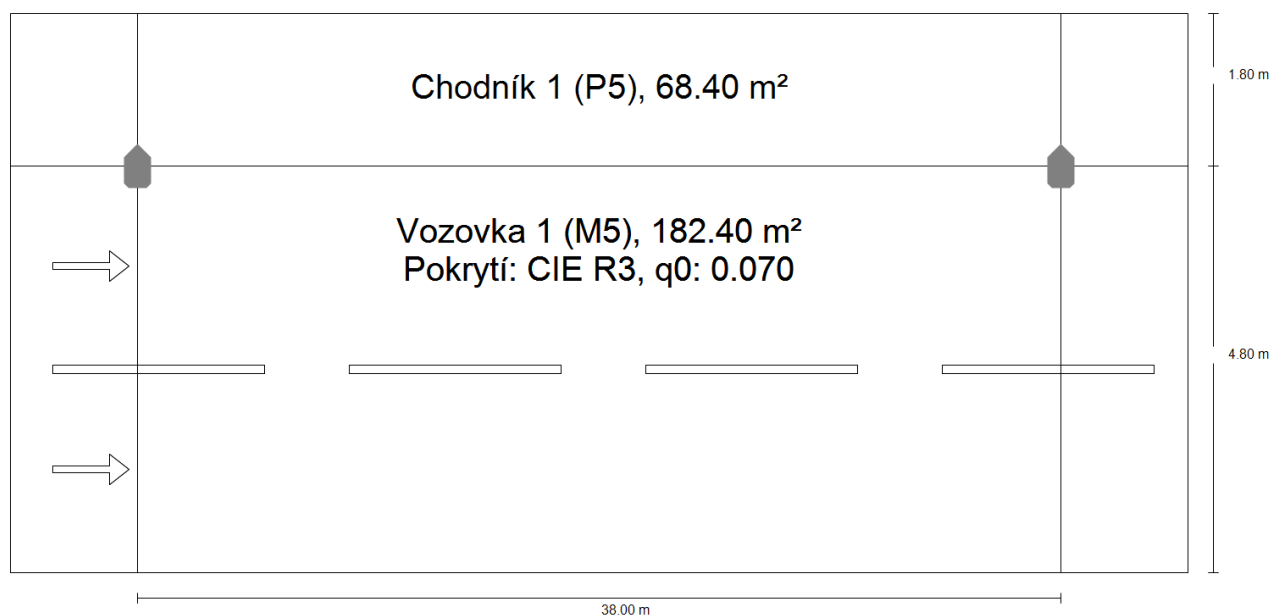 Chodník 1 (P5), 68.40 m²
1.80 m
Vozovka 1 (M5), 182.40 m²
Pokrytí: CIE R3, q0: 0.070
4.80 m
38.00 m